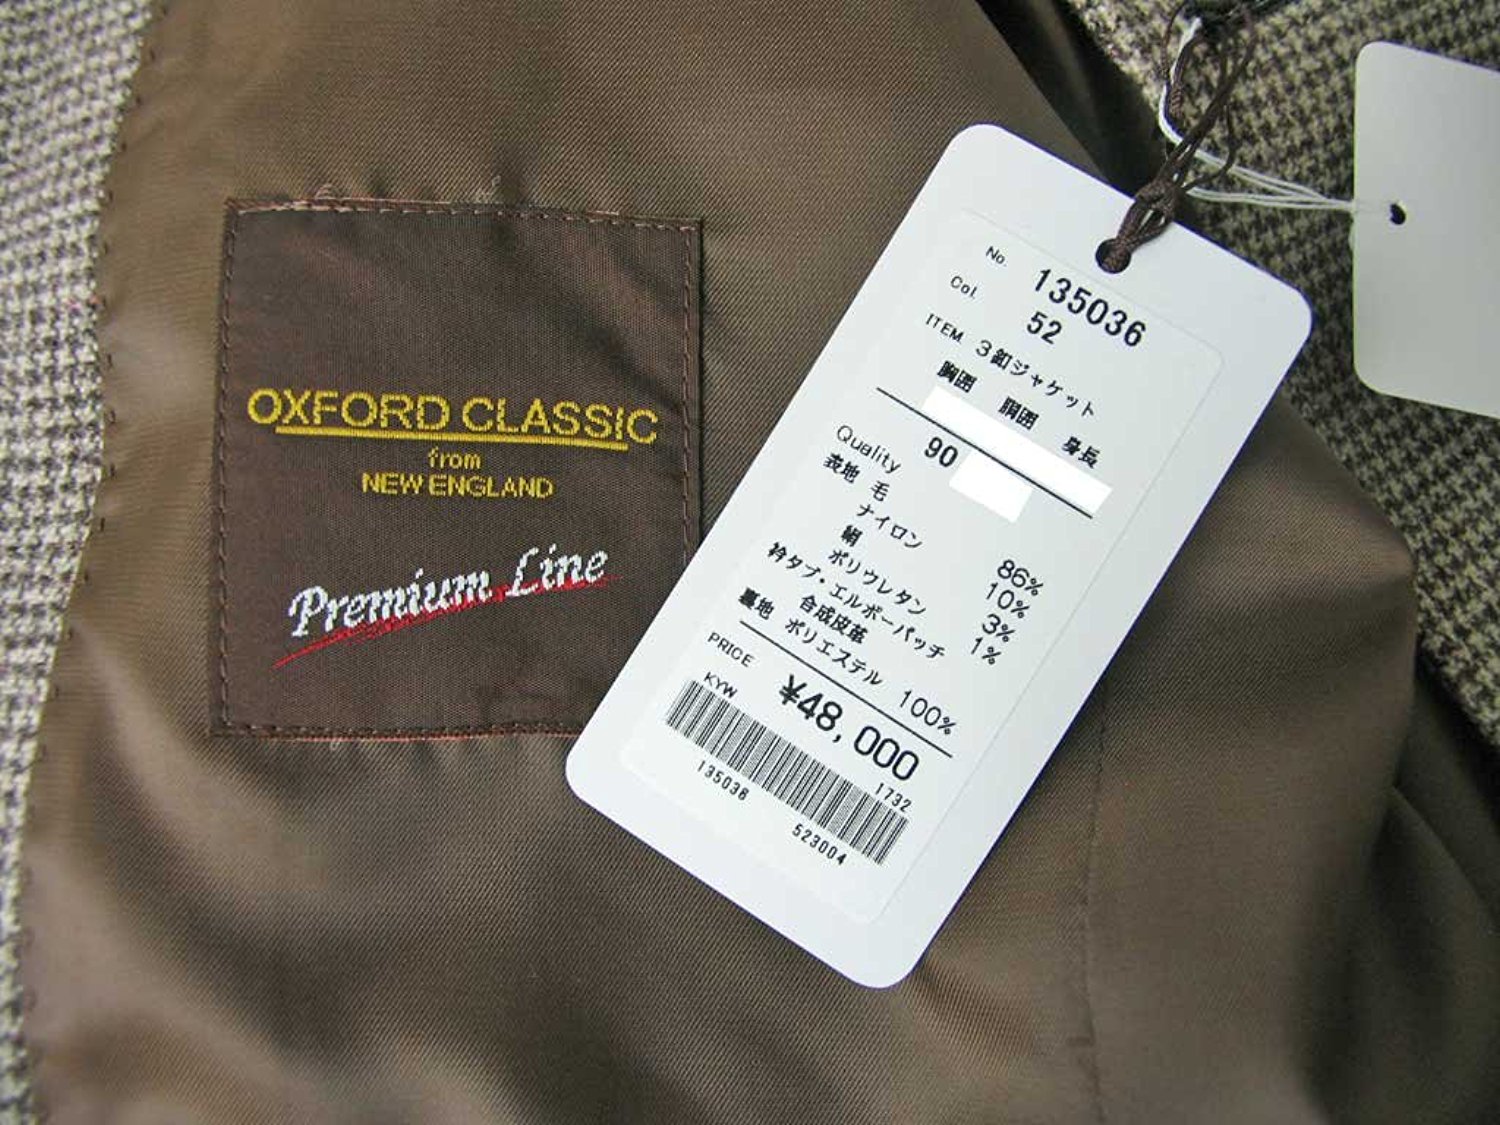 OXFORD CLASSIC
from
NEW ENGLAND
Premium Line
No. 135036
Col. 52
ITEM 3釦ジャケット
胸囲 胴囲 身長
90
Quality
表地 毛 86%
ナイロン 10%
絹 3%
ポリウレタン 1%
衿タブ・エルボーパッチ
合成皮革
裏地 ポリエステル 100%
PRICE ¥48,000
KYW 1732
135036 523004